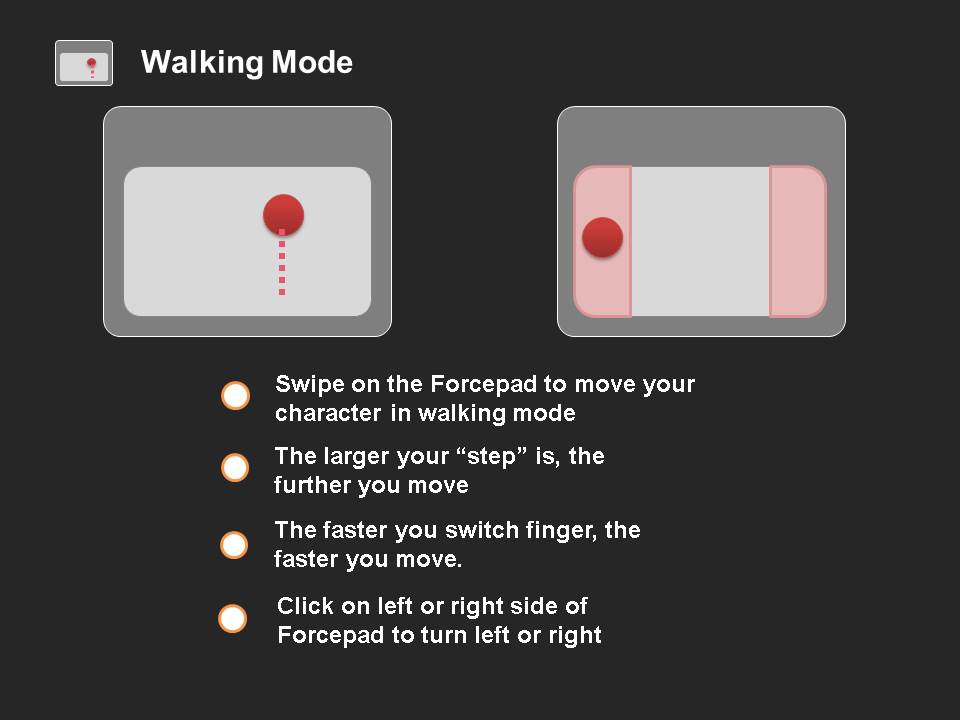 Walking Mode
Swipe on the Forcepad to move your
character in walking mode
The larger your “step” is, the
further you move
The faster you switch finger, the
faster you move.
Click on left or right side of
Forcepad to turn left or right